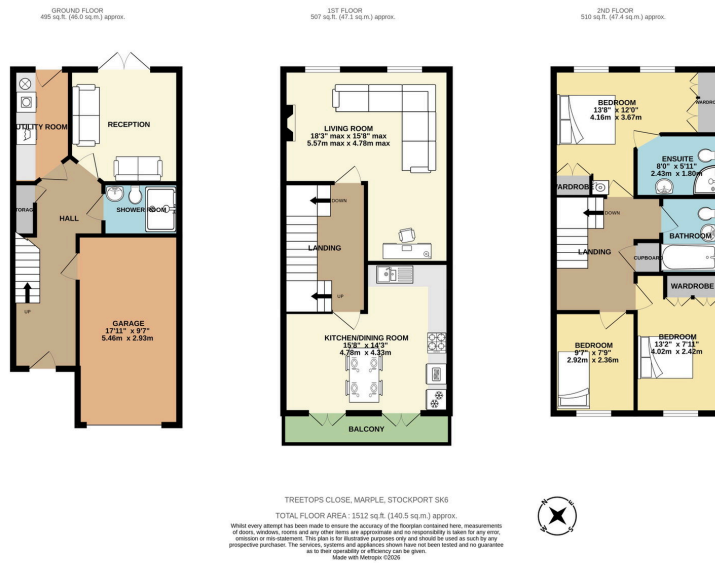 GROUND FLOOR
495 sq.ft. (46.0 sq.m.) approx.
UTILITY ROOM
RECEPTION
HALL
SHOWER ROOM
UP
GARAGE
17'11" x 9'7"
5.46m x 2.93m
1ST FLOOR
507 sq.ft. (47.1 sq.m.) approx.
LIVING ROOM
18'3" max x 15'8" max
5.57m max x 4.78m max
DOWN
LANDING
UP
KITCHEN/DINING ROOM
15'8" x 14'3"
4.78m x 4.33m
BALCONY
2ND FLOOR
510 sq.ft. (47.4 sq.m.) approx.
BEDROOM
13'8" x 12'0"
4.16m x 3.67m
WARDRO
ENSUITE
8'0" x 5'11"
2.43m x 1.80m
WARDROBE
DOWN
BATHROOM
LANDING
CUPBOARD
WARDROBE
BEDROOM
9'7" x 7'9"
2.92m x 2.36m
BEDROOM
13'2" x 7'11"
4.02m x 2.42m
TREETOPS CLOSE, MARPLE, STOCKPORT SK6
TOTAL FLOOR AREA : 1512 sq.ft. (140.5 sq.m.) approx.
Whilst every attempt has been made to ensure the accuracy of the floorplan contained here, measurements
of doors, windows, rooms and any other items are approximate and no responsibility is taken for any error,
omission or mis-statement. This plan is for illustrative purposes only and should be used as such by any
prospective purchaser. The services, systems and appliances shown have not been tested and no guarantee
as to their operability or efficiency can be given.
Made with Metropix ©2026
N
E
W
S